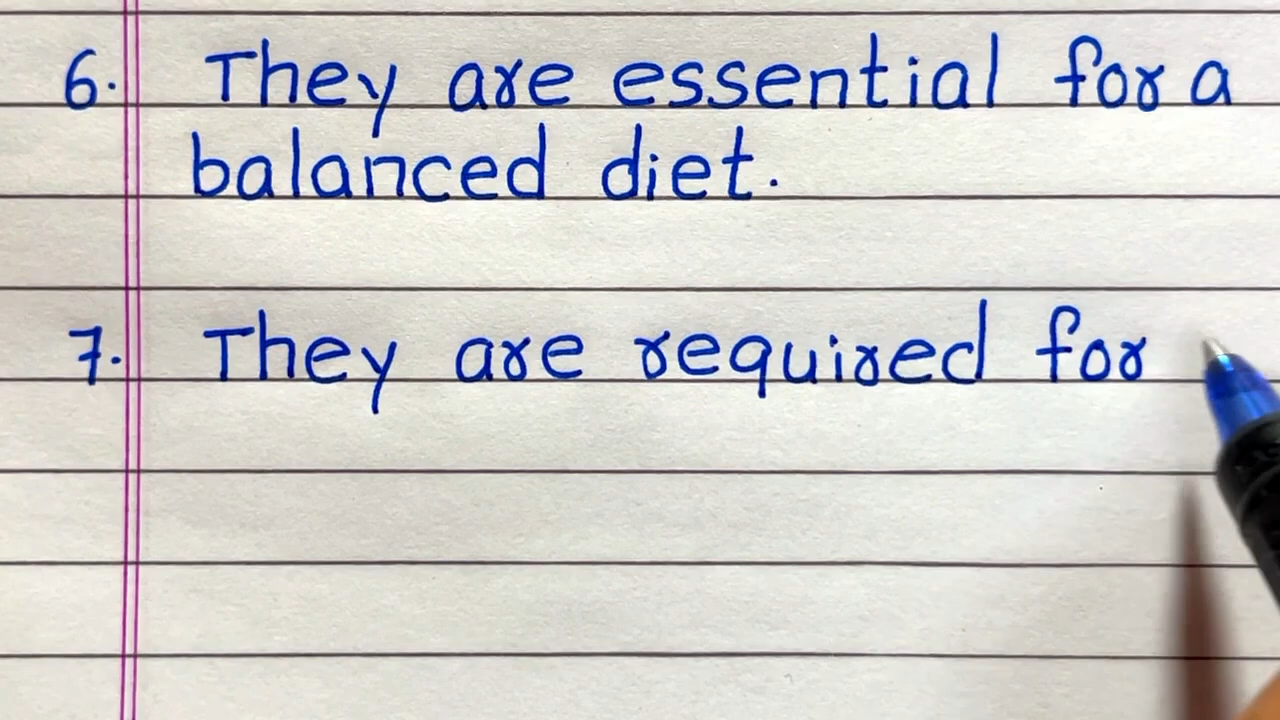 6. They are essential for a
balanced diet.
7. They are required for